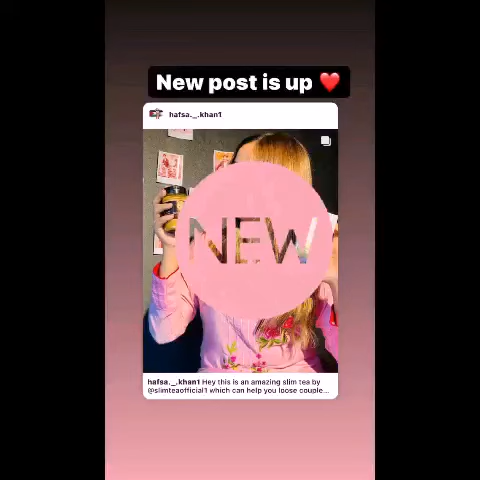 New post is up ❤️
hafsa._.khan1
NEW
hafsa._.khan1 Hey this is an amazing slim tea by
@slimteaofficial1 which can help you loose couple...